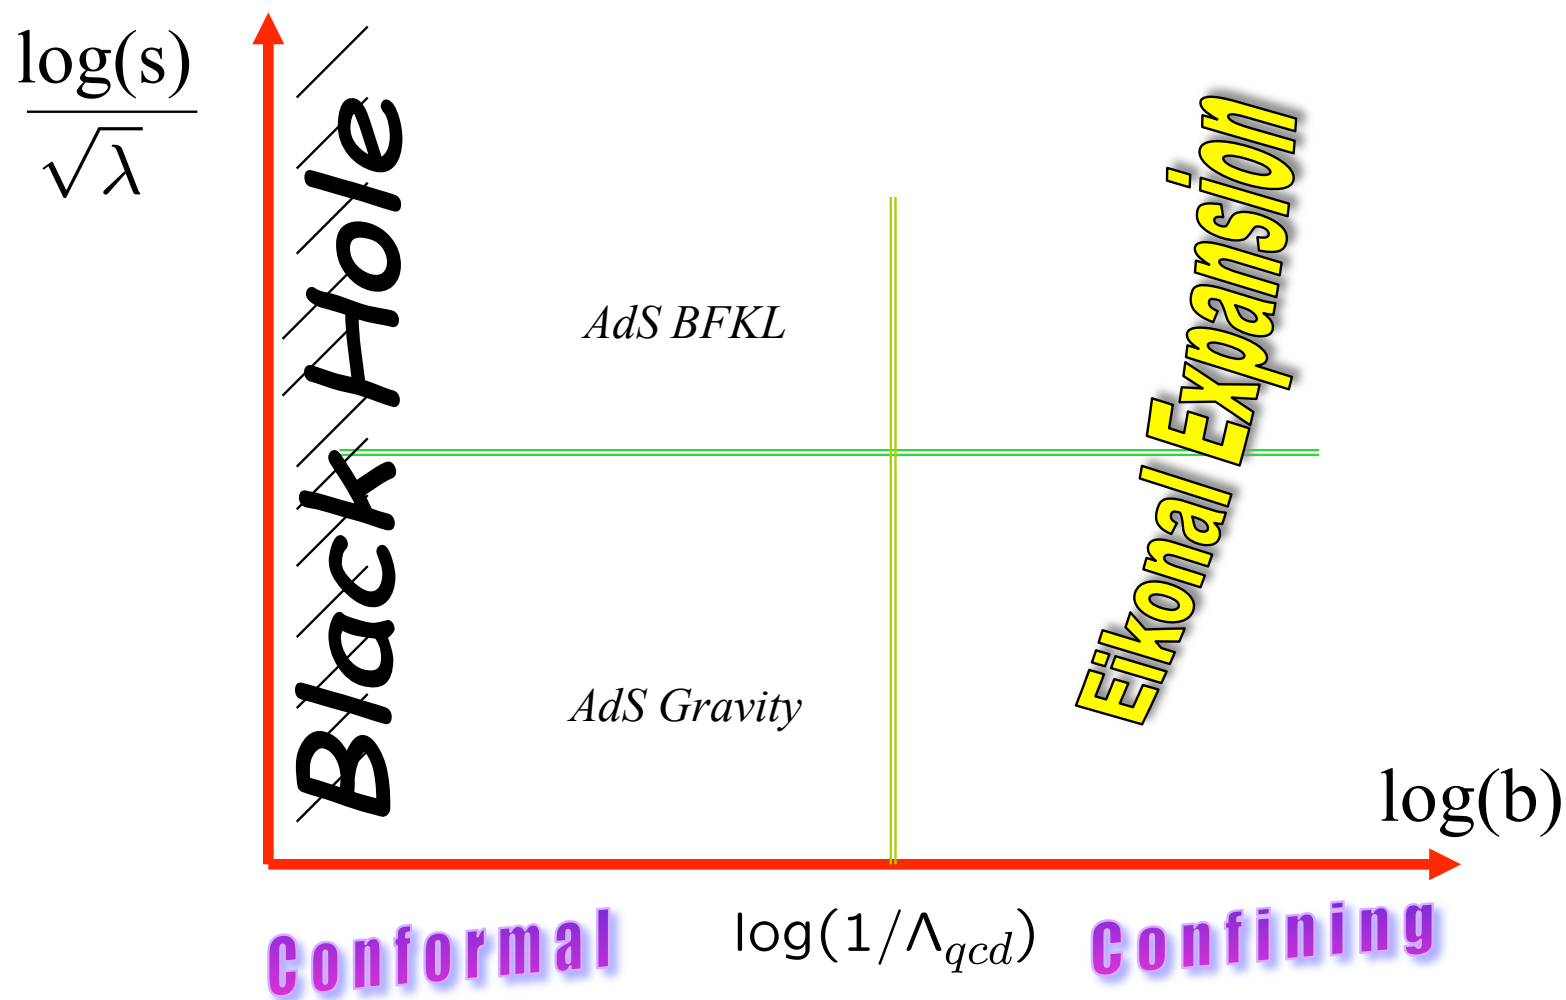 log(s)
√λ
Black Hole
AdS BFKL
Eikonal Expansion
AdS Gravity
log(b)
Conformal
log(1/Λqcd)
Confining